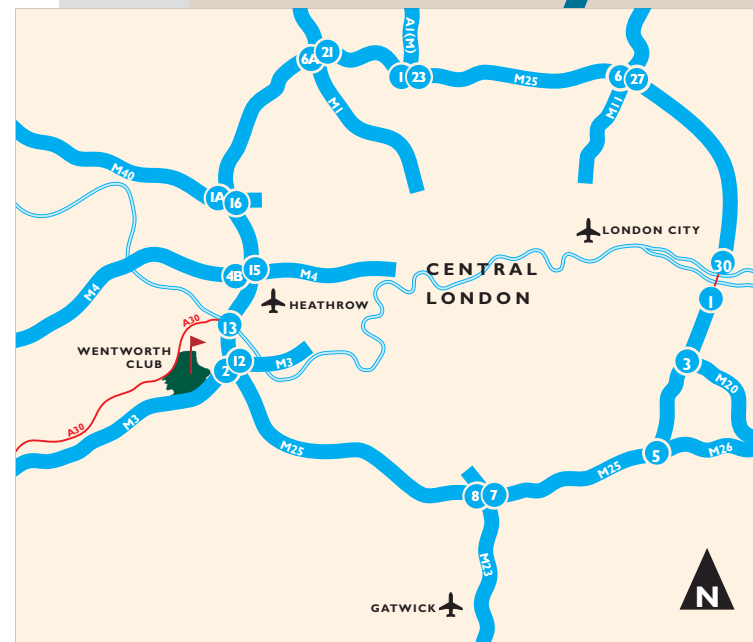 A1(M)
6A
21
1
23
M25
6
27
M1
M11
M40
1A
16
LONDON CITY
M4
4B
15
M4
CENTRAL
LONDON
30
1
HEATHROW
A30
13
WENTWORTH
CLUB
2
12
M3
3
M20
A30
M3
M25
5
M26
M25
8
7
M23
GATWICK
N